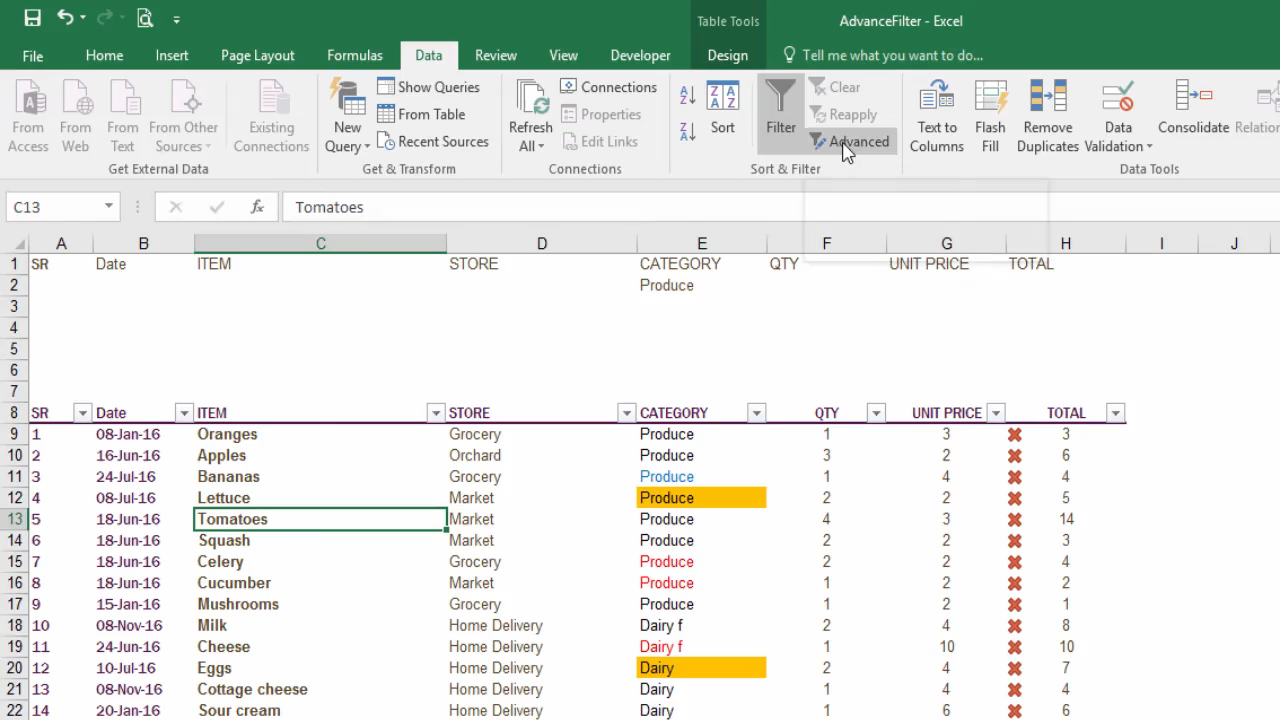 Table Tools
AdvanceFilter - Excel
File Home Insert Page Layout Formulas Data Review View Developer Design Tell me what you want to do...
From Access
From Web
From Text
From Other Sources
Existing Connections
Get External Data
New Query
Show Queries
From Table
Recent Sources
Get & Transform
Refresh All
Connections
Properties
Edit Links
Connections
Sort
Filter
Clear
Reapply
Advanced
Sort & Filter
Text to Columns
Flash Fill
Remove Duplicates
Data Validation
Consolidate
Data Tools
C13 fx Tomatoes
A B C D E F G H I J
1 SR Date ITEM STORE CATEGORY QTY UNIT PRICE TOTAL
2 Produce
3
4
5
6
7
8 SR Date ITEM STORE CATEGORY QTY UNIT PRICE TOTAL
9 1 08-Jan-16 Oranges Grocery Produce 1 3 3
10 2 16-Jun-16 Apples Orchard Produce 3 2 6
11 3 24-Jul-16 Bananas Grocery Produce 1 4 4
12 4 08-Jul-16 Lettuce Market Produce 2 2 5
13 5 18-Jun-16 Tomatoes Market Produce 4 3 14
14 6 18-Jun-16 Squash Market Produce 2 2 3
15 7 18-Jun-16 Celery Grocery Produce 2 2 4
16 8 18-Jun-16 Cucumber Market Produce 1 2 2
17 9 15-Jan-16 Mushrooms Grocery Produce 1 2 1
18 10 08-Nov-16 Milk Home Delivery Dairy f 2 4 8
19 11 24-Jun-16 Cheese Home Delivery Dairy f 1 10 10
20 12 10-Jul-16 Eggs Home Delivery Dairy 2 4 7
21 13 08-Nov-16 Cottage cheese Home Delivery Dairy 1 4 4
22 14 20-Jan-16 Sour cream Home Delivery Dairy 1 6 6